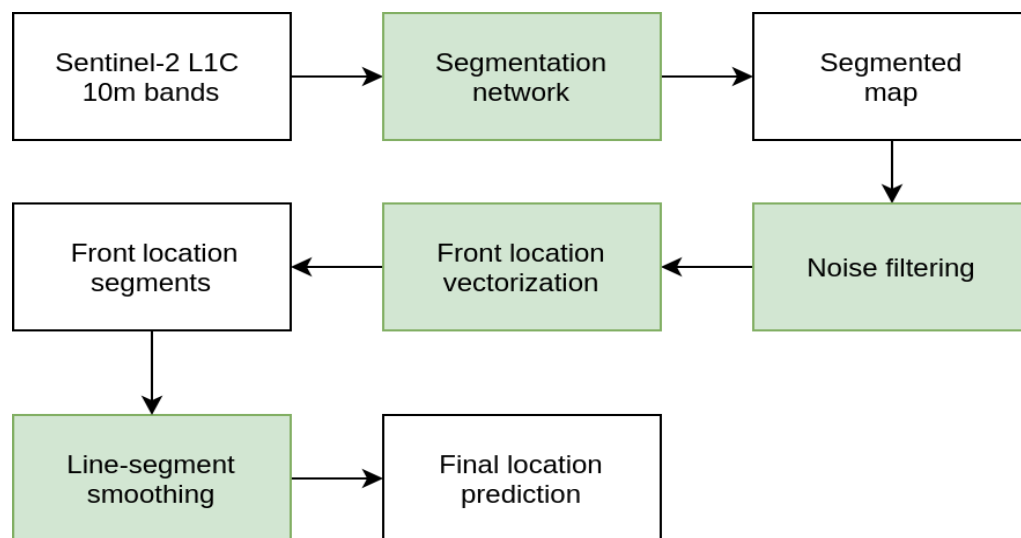 Sentinel-2 L1C
10m bands
Segmentation
network
Segmented
map
Front location
segments
Front location
vectorization
Noise filtering
Line-segment
smoothing
Final location
prediction